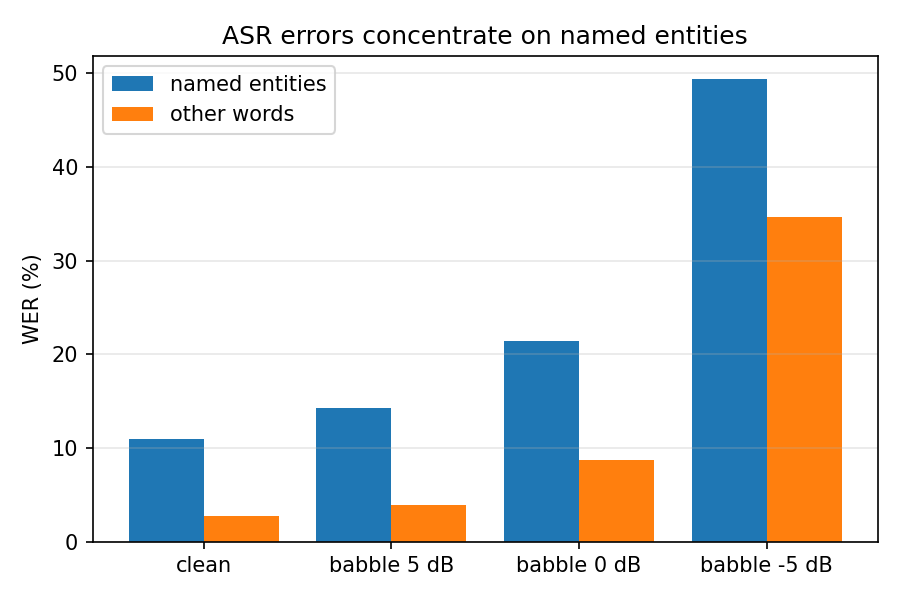 ASR errors concentrate on named entities
named entities
other words
WER (%)
50
40
30
20
10
0
clean
babble 5 dB
babble 0 dB
babble -5 dB